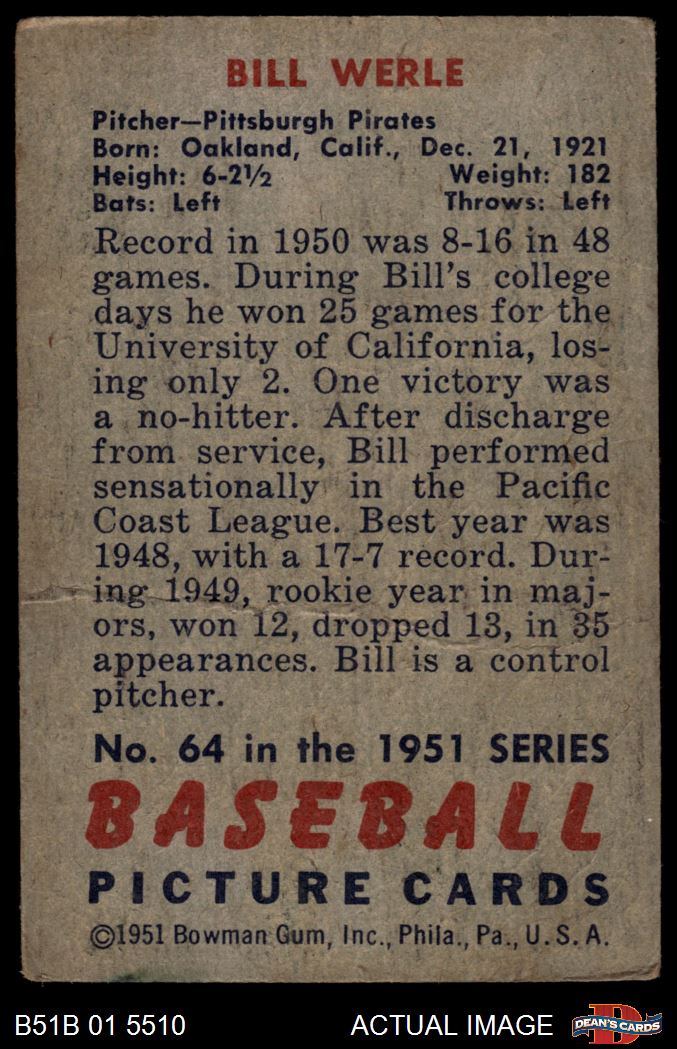 BILL WERLE
Pitcher—Pittsburgh Pirates
Born: Oakland, Calif., Dec. 21, 1921
Height: 6-2½ Weight: 182
Bats: Left Throws: Left
Record in 1950 was 8-16 in 48
games. During Bill's college
days he won 25 games for the
University of California, los-
ing only 2. One victory was
a no-hitter. After discharge
from service, Bill performed
sensationally in the Pacific
Coast League. Best year was
1948, with a 17-7 record. Dur-
ing 1949, rookie year in maj-
ors, won 12, dropped 13, in 35
appearances. Bill is a control
pitcher.
No. 64 in the 1951 SERIES
BASEBALL
PICTURE CARDS
©1951 Bowman Gum, Inc., Phila., Pa., U.S.A.
B51B 01 5510 ACTUAL IMAGE DEAN'S CARDS